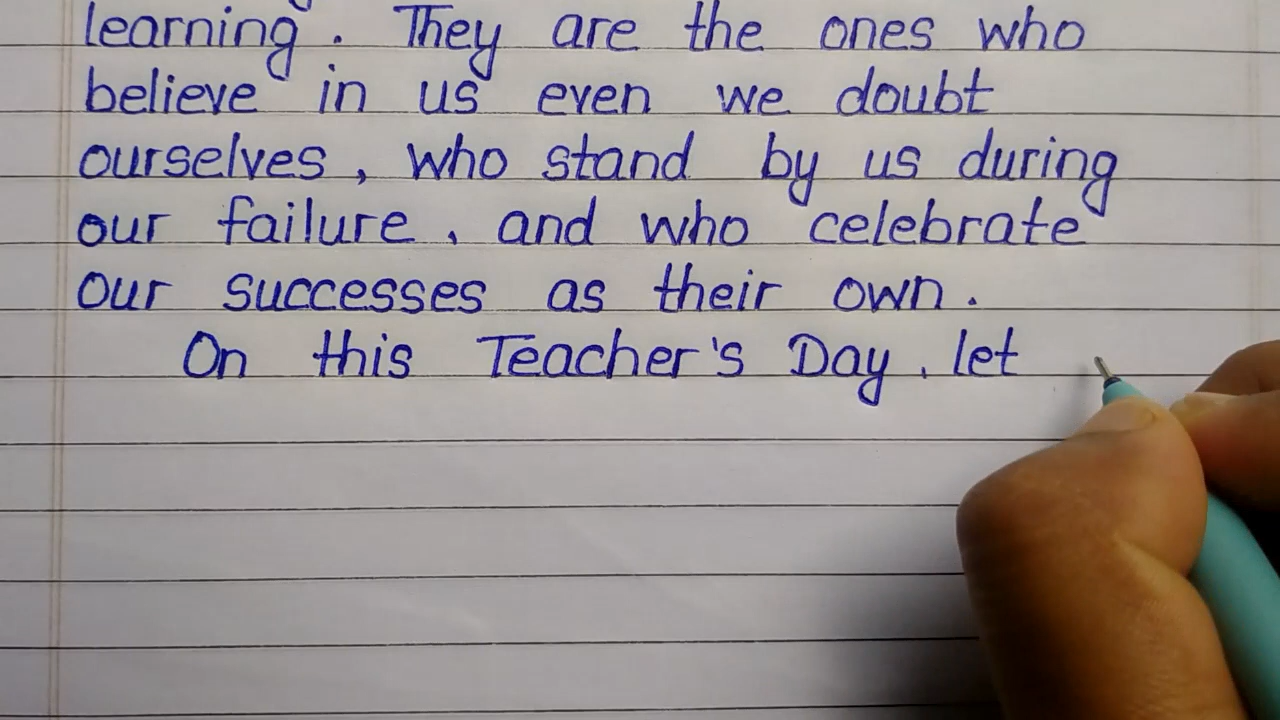 learning. They are the ones who
believe in us even we doubt
ourselves, who stand by us during
our failure, and who celebrate
our successes as their own.
On this Teacher's Day, let